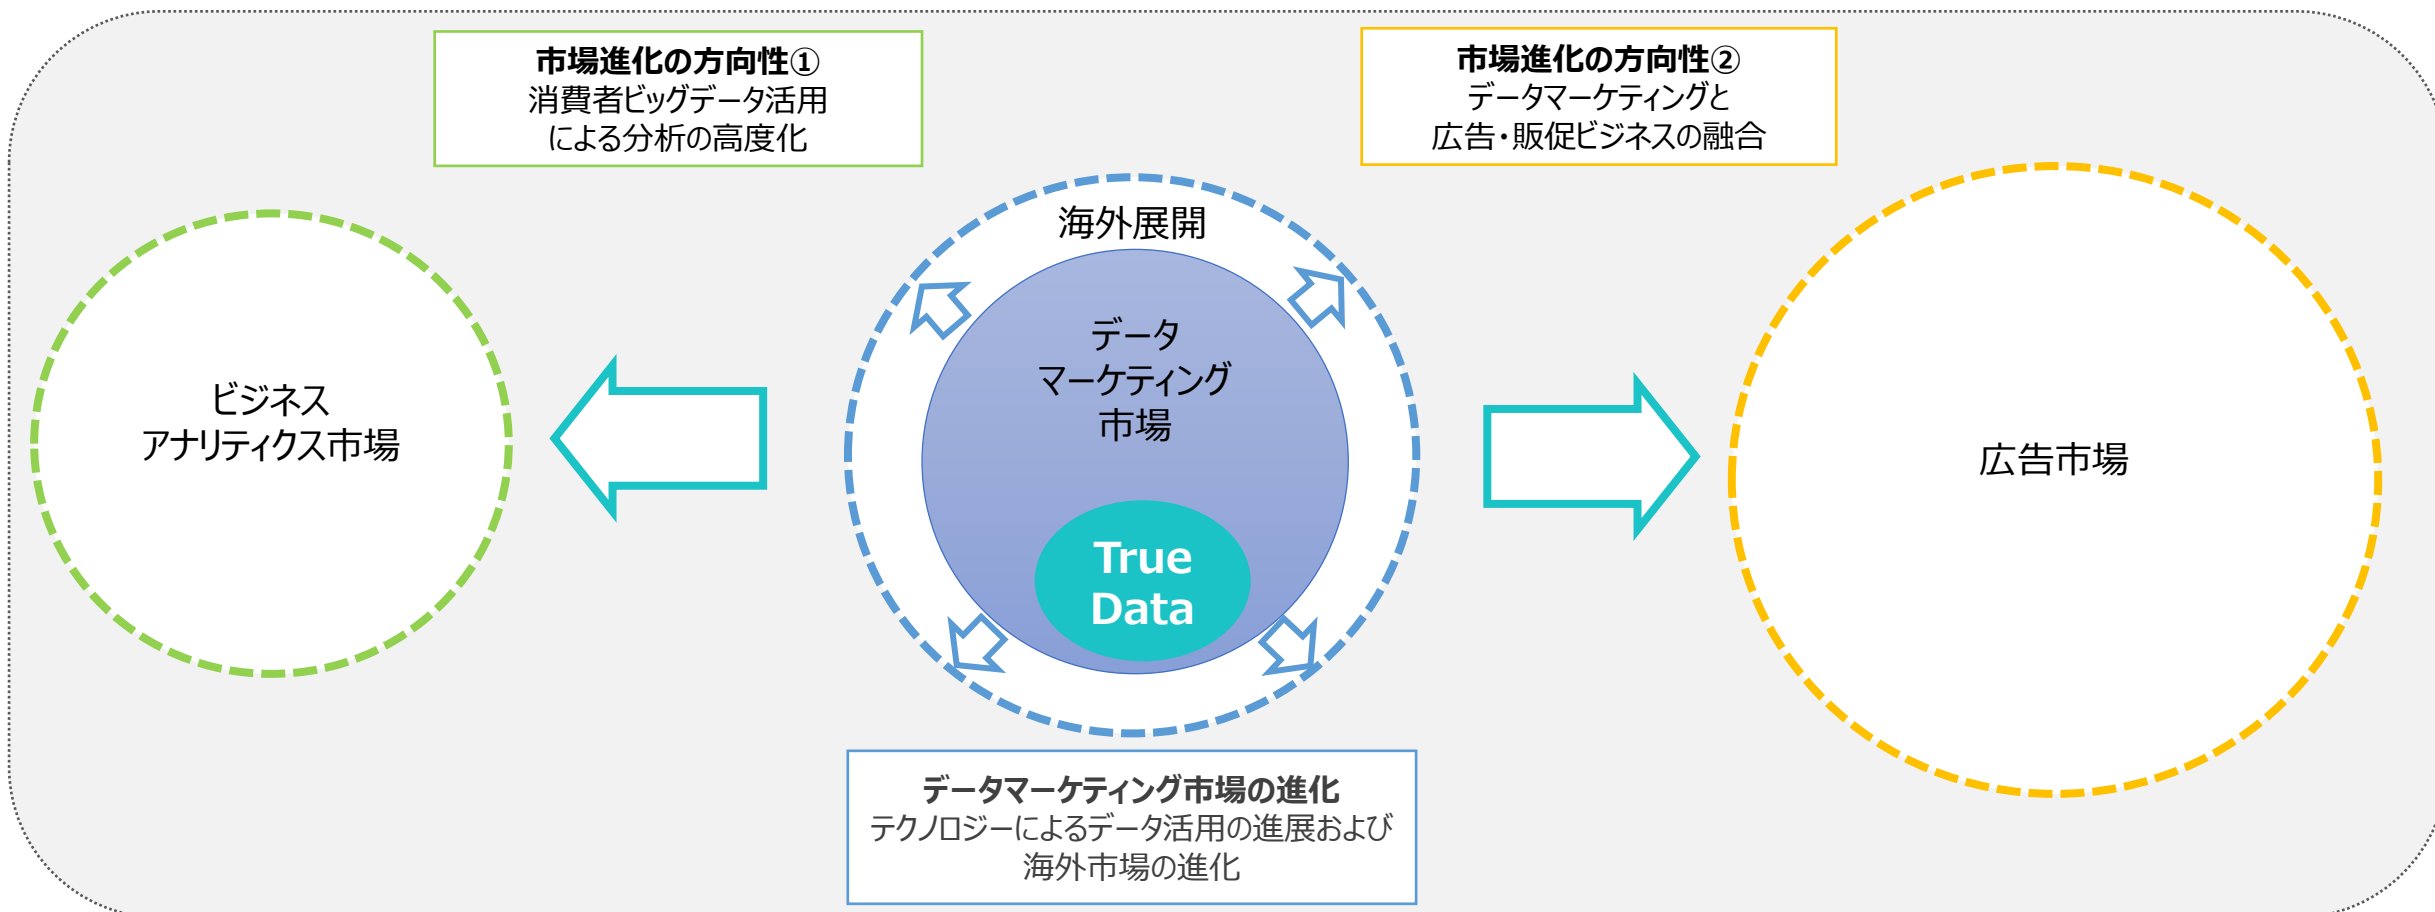 市場進化の方向性①
消費者ビッグデータ活用
による分析の高度化
市場進化の方向性②
データマーケティングと
広告・販促ビジネスの融合
海外展開
データ
マーケティング
市場
True
Data
ビジネス
アナリティクス市場
広告市場
データマーケティング市場の進化
テクノロジーによるデータ活用の進展および
海外市場の進化